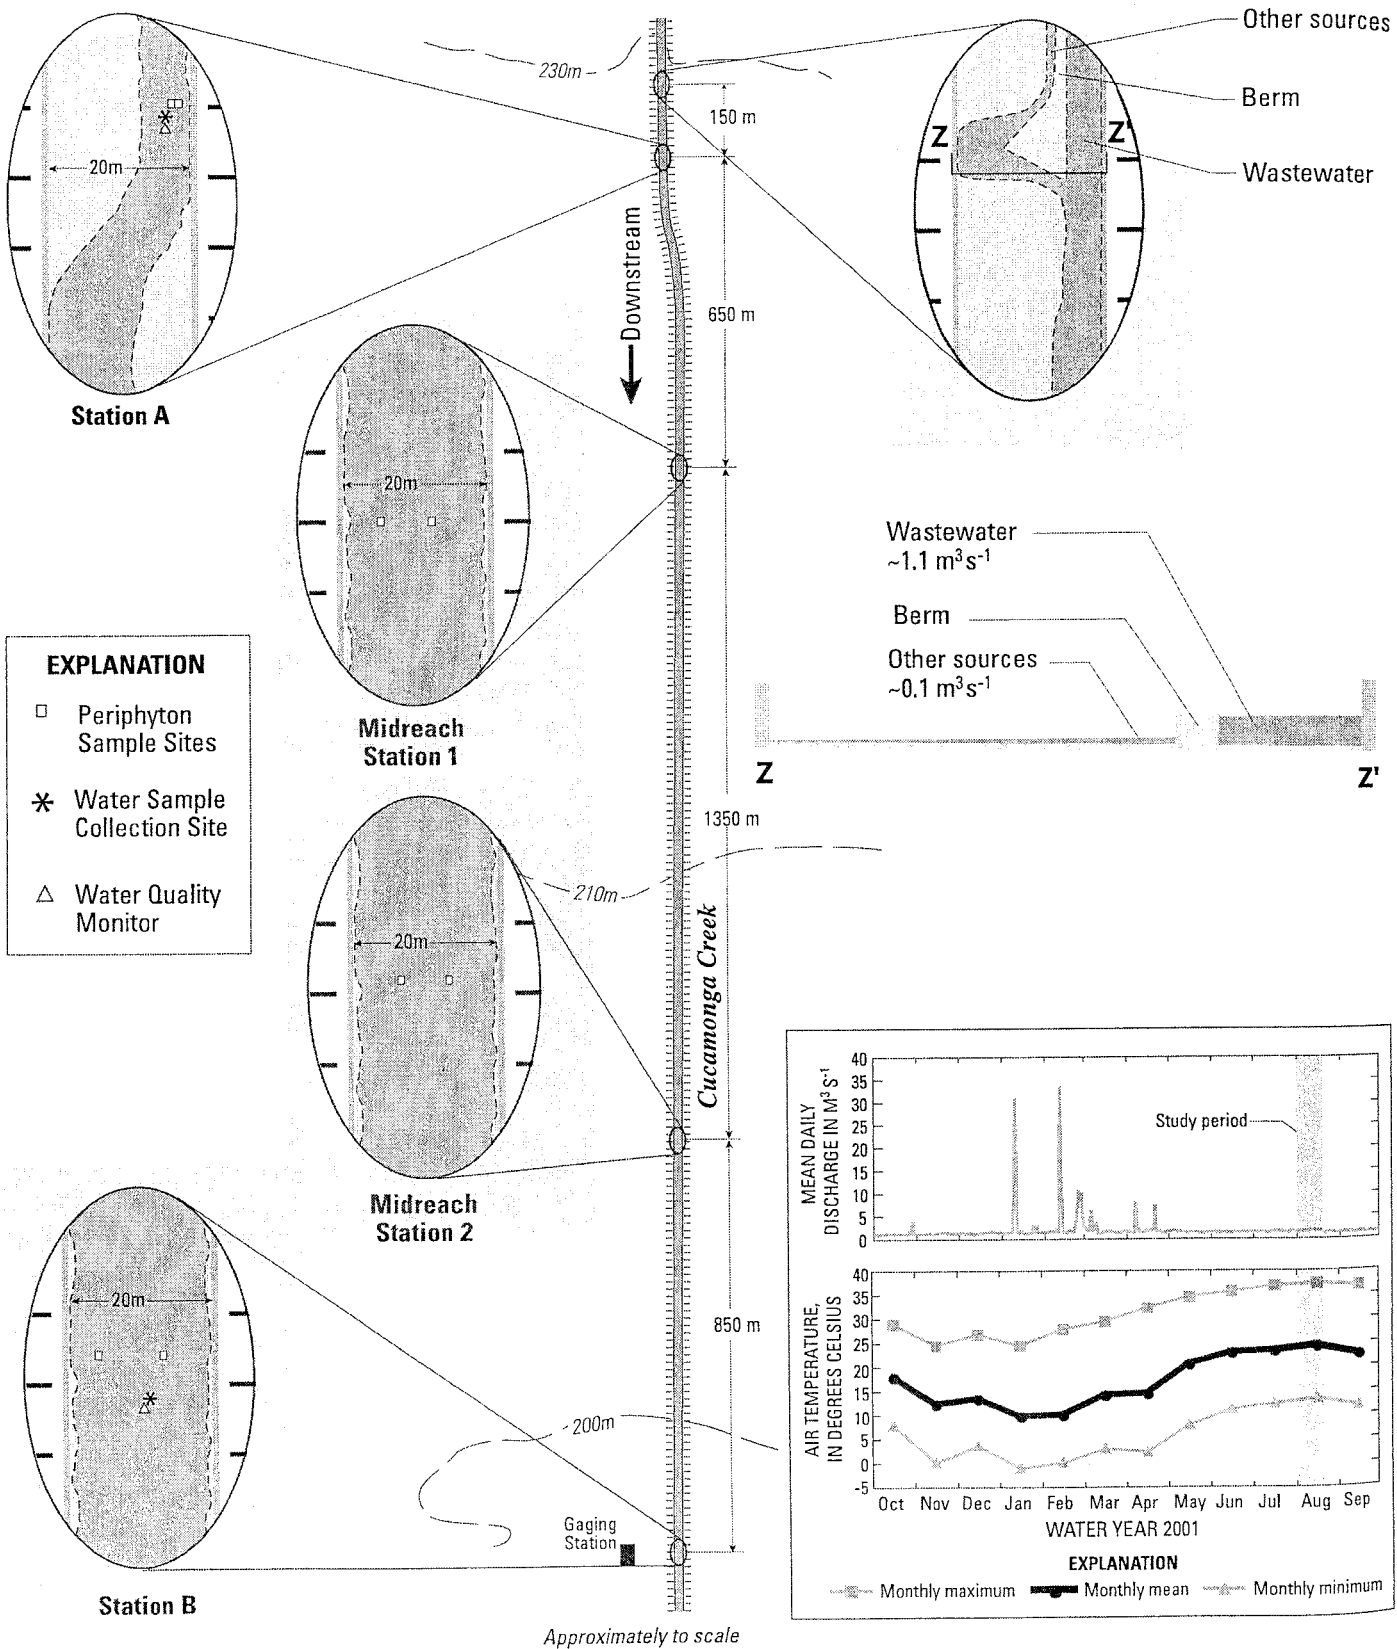 Other sources
Berm
Wastewater
Z
Z'
230m
150 m
20m
Station A
Downstream
650 m
20m
Midreach
Station 1
Wastewater
~1.1 m³s⁻¹
Berm
Other sources
~0.1 m³s⁻¹
Z
Z'
EXPLANATION
Periphyton
Sample Sites
Water Sample
Collection Site
Water Quality
Monitor
1350 m
210m
Cucamonga Creek
20m
Midreach
Station 2
20m
Station B
850 m
200m
Gaging
Station
Approximately to scale
MEAN DAILY
DISCHARGE IN M³S⁻¹
40
35
30
25
20
15
10
5
0
Study period
AIR TEMPERATURE,
IN DEGREES CELSIUS
40
35
30
25
20
15
10
5
0
-5
Oct Nov Dec Jan Feb Mar Apr May Jun Jul Aug Sep
WATER YEAR 2001
EXPLANATION
Monthly maximum Monthly mean Monthly minimum